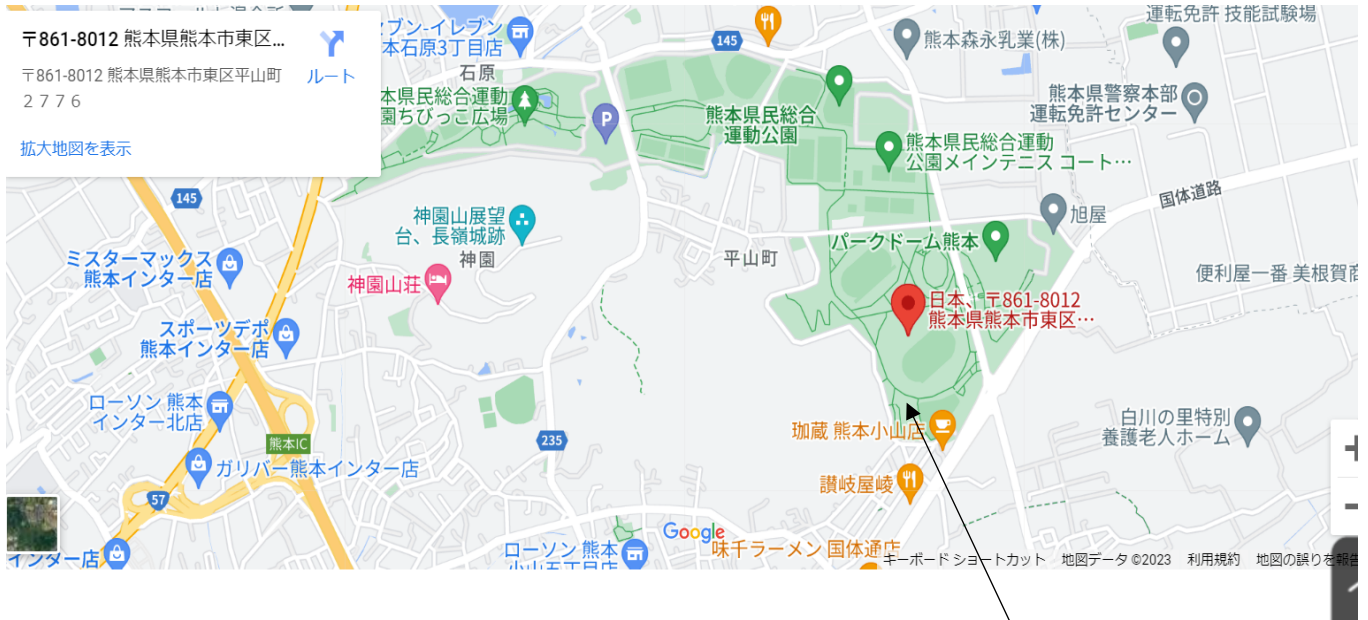 〒861-8012 熊本県熊本市東区...
〒861-8012 熊本県熊本市東区平山町
２７７６
ルート
拡大地図を表示
ブン-イレブン
本石原3丁目店
石原
145
熊本森永乳業(株)
運転免許 技能試験場
本県民総合運動
園ちびっこ広場
P
熊本県民総合
運動公園
熊本県警察本部
運転免許センター
熊本県民総合運動
公園メインテニス コート…
145
国体道路
旭屋
神園山展望
台、長嶺城跡
神園
平山町
パークドーム熊本
ミスターマックス
熊本インター店
神園山荘
便利屋一番 美根賀商
日本、〒861-8012
熊本県熊本市東区…
スポーツデポ
熊本インター店
ローソン 熊本
インター北店
白川の里特別
養護老人ホーム
珈蔵 熊本小山店
熊本IC
235
ガリバー熊本インター店
讃岐屋崚
57
Google
味千ラーメン 国体通店
ローソン 熊本
小山五丁目店
インター店
キーボード ショートカット 地図データ ©2023 利用規約 地図の誤りを報告